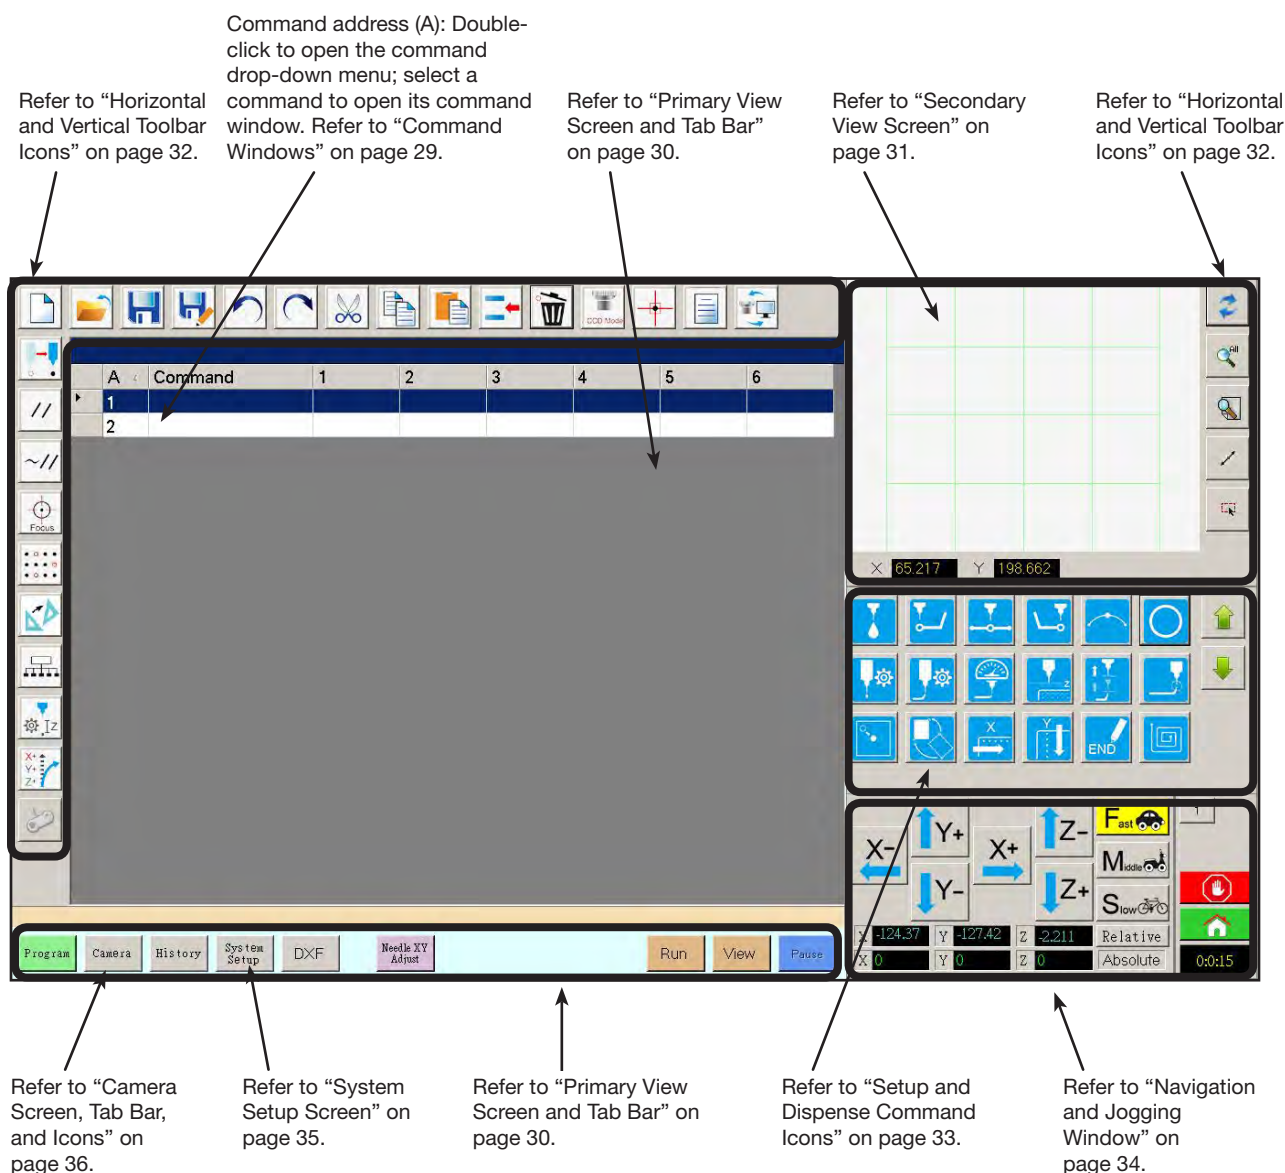 Command address (A): Double-
click to open the command
drop-down menu; select a
command to open its command
window. Refer to “Command
Windows” on page 29.
Refer to “Horizontal
and Vertical Toolbar
Icons” on page 32.
Refer to “Primary View
Screen and Tab Bar”
on page 30.
Refer to “Secondary
View Screen” on
page 31.
Refer to “Horizontal
and Vertical Toolbar
Icons” on page 32.
CCD Mode
All
A Command 1 2 3 4 5 6
1
2
Focus
X 65.217 Y 198.662
Z
Z
X Y
END
X+
Y+
Z+
X- Y+ X+ Z- Fast
Middle
Y- Z+ Slow
X -124.37 Y -127.42 Z -2.211 Relative
X 0 Y 0 Z 0 Absolute 0:0:15
Program Camera History System Setup DXF Needle XY Adjust Run View Pause
Refer to “Camera
Screen, Tab Bar,
and Icons” on
page 36.
Refer to “System
Setup Screen” on
page 35.
Refer to “Primary View
Screen and Tab Bar” on
page 30.
Refer to “Setup and
Dispense Command
Icons” on page 33.
Refer to “Navigation
and Jogging
Window” on
page 34.